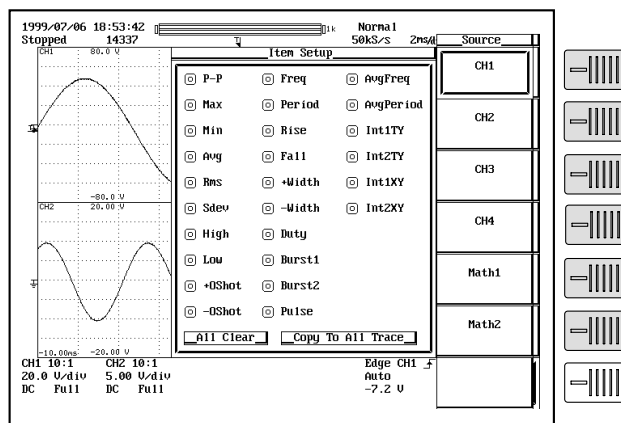 1999/07/06 18:53:42 1k Normal
Stopped 14337 50kS/s 2ms/d
CH1 80.0 V
-80.0 V
CH2 20.00 V
-10.00ms -20.00 V
Item Setup
P-P Freq AvgFreq
Max Period AvgPeriod
Min Rise Int1TY
Avg Fall Int2TY
Rms +Width Int1XY
Sdev -Width Int2XY
High Duty
Low Burst1
+OShot Burst2
-OShot Pulse
All Clear Copy To All Trace
Source
CH1
CH2
CH3
CH4
Math1
Math2
CH1 10:1 CH2 10:1 Edge CH1
20.0 V/div 5.00 V/div Auto
DC Full DC Full -7.2 V